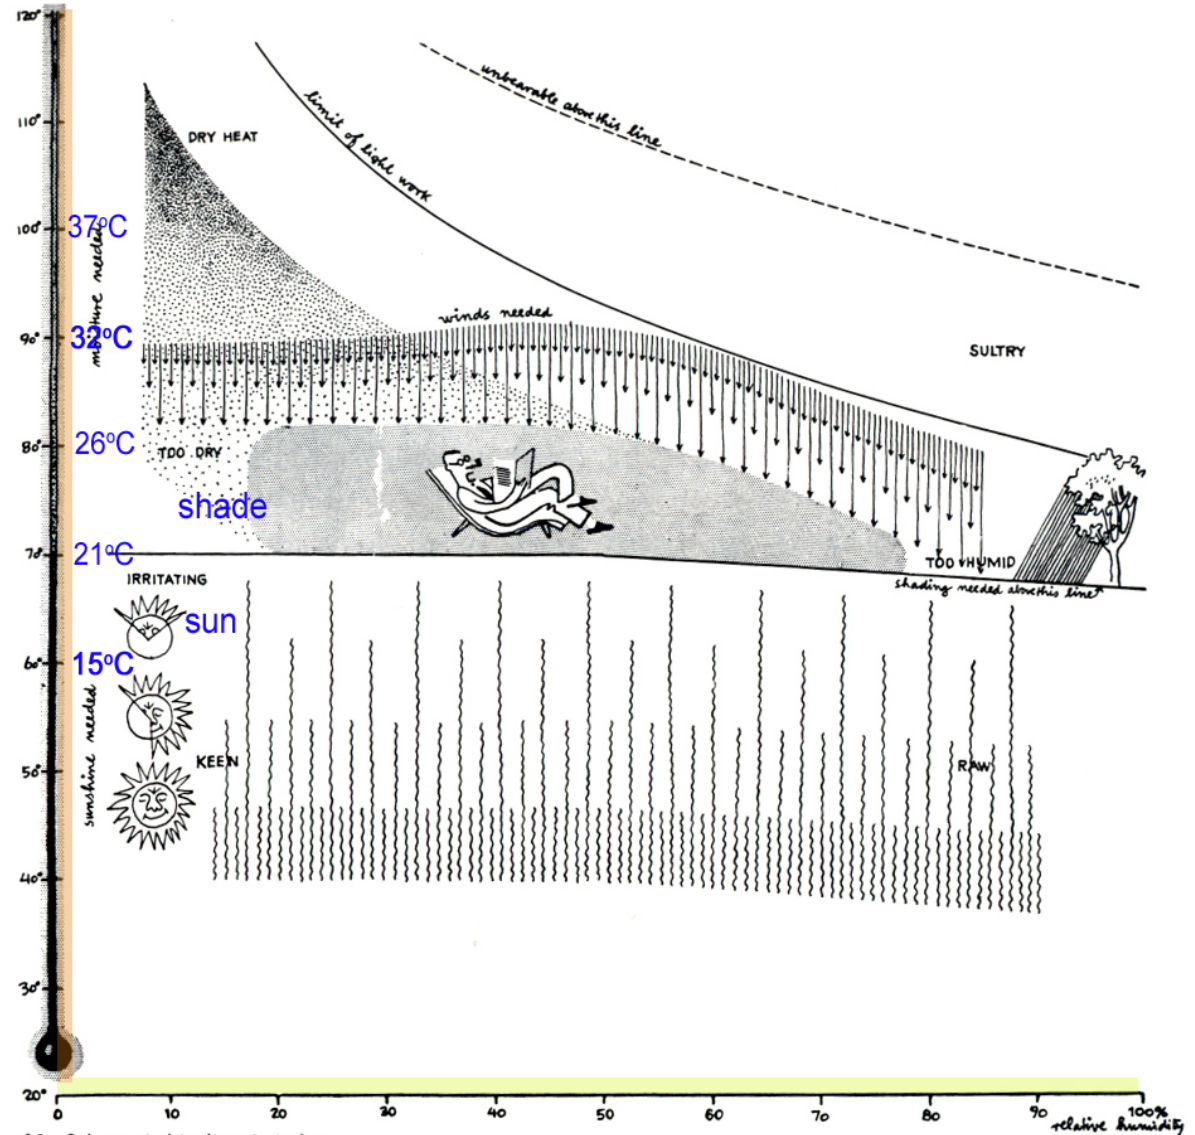 120°
unbearable above this line
limit of light work
110°
DRY HEAT
100°
37°C
moisture needed
winds needed
90°
32°C
SULTRY
80°
26°C
TOO DRY
shade
70°
21°C
TOO HUMID
IRRITATING
shading needed above this line
sun
60°
15°C
sunshine needed
KEEN
RAW
50°
40°
30°
20°
0 10 20 30 40 50 60 70 80 90 100%
relative humidity